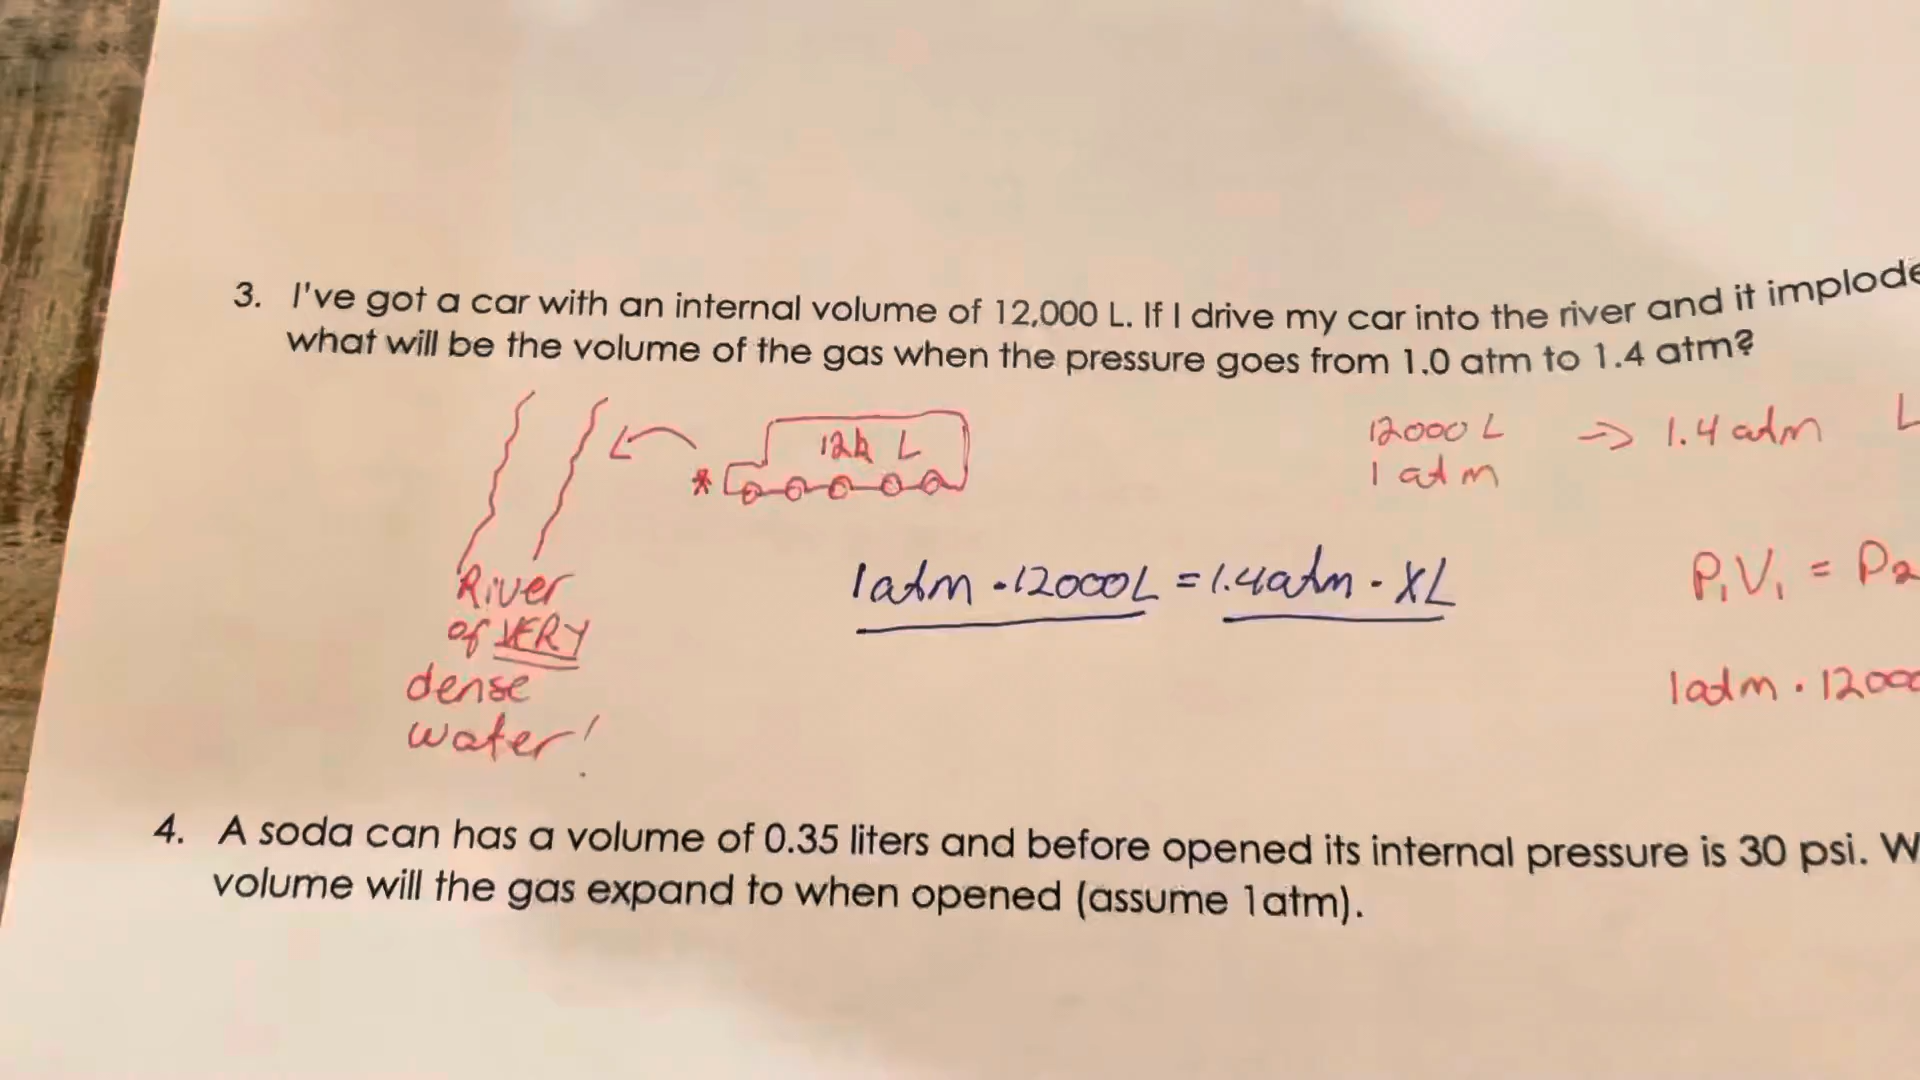 3. I've got a car with an internal volume of 12,000 L. If I drive my car into the river and it implode
what will be the volume of the gas when the pressure goes from 1.0 atm to 1.4 atm?
12k L
12000 L → 1.4 atm L
1 atm
1 atm · 12000L = 1.4 atm · XL
P₁V₁ = P₂
1 atm · 12000
River
of VERY
dense
water!
4. A soda can has a volume of 0.35 liters and before opened its internal pressure is 30 psi. W
volume will the gas expand to when opened (assume 1atm).